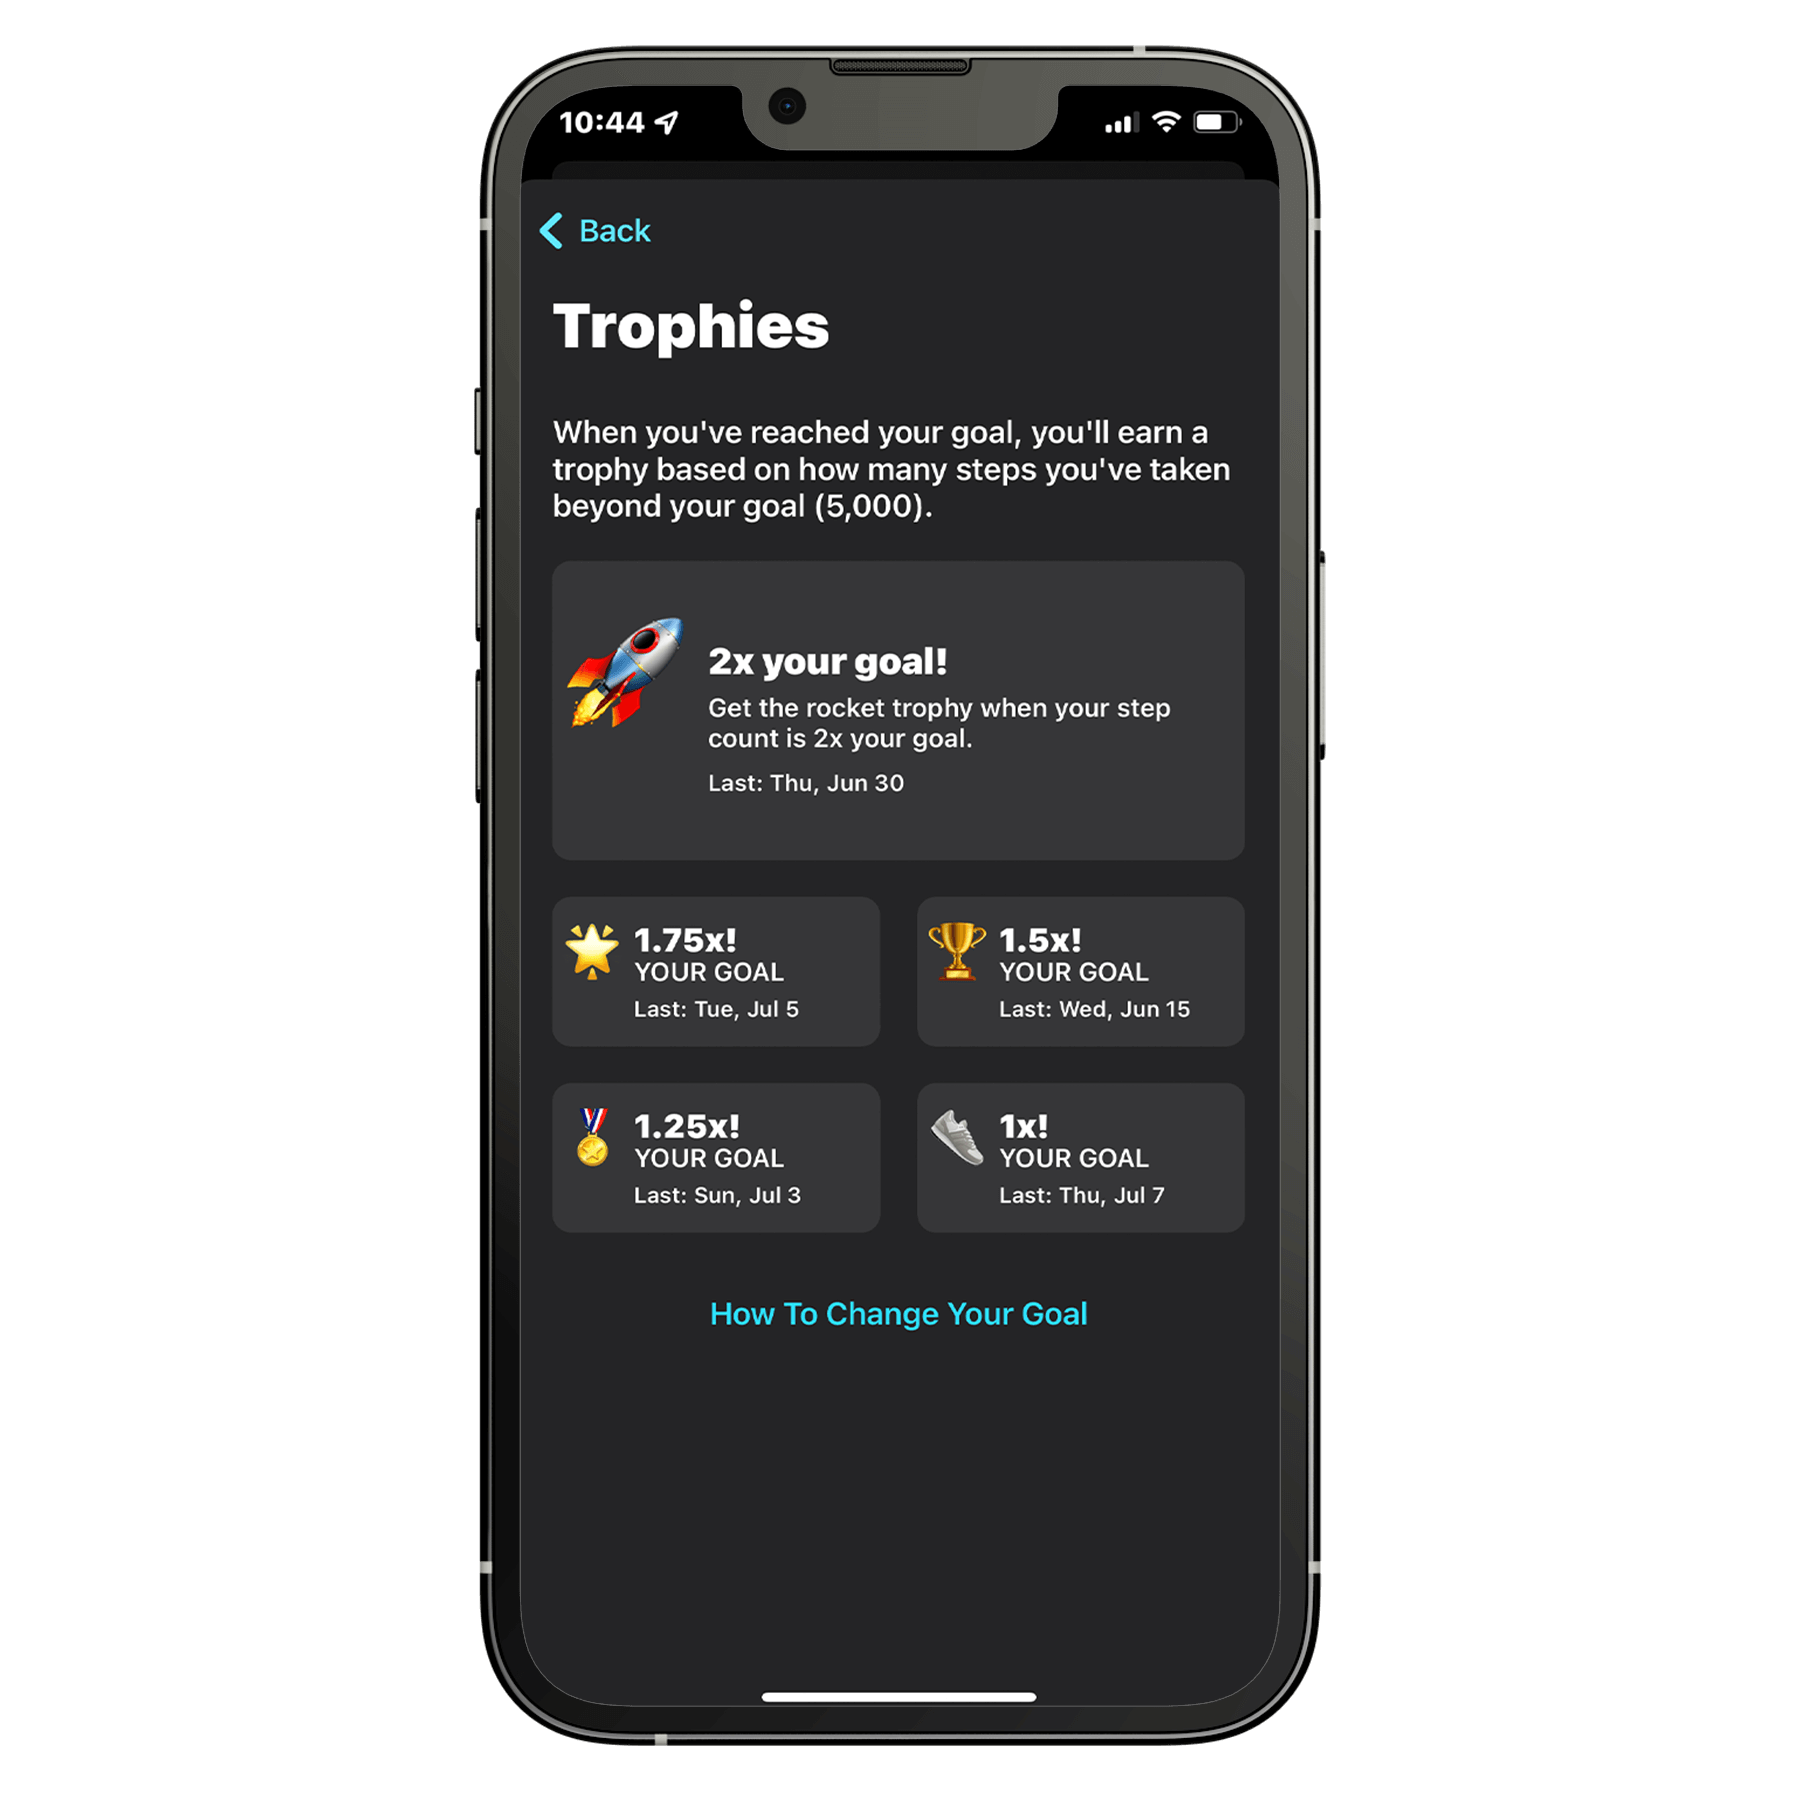 10:44
Back
Trophies
When you've reached your goal, you'll earn a
trophy based on how many steps you've taken
beyond your goal (5,000).
2x your goal!
Get the rocket trophy when your step
count is 2x your goal.
Last: Thu, Jun 30
1.75x!
YOUR GOAL
Last: Tue, Jul 5
1.5x!
YOUR GOAL
Last: Wed, Jun 15
1.25x!
YOUR GOAL
Last: Sun, Jul 3
1x!
YOUR GOAL
Last: Thu, Jul 7
How To Change Your Goal